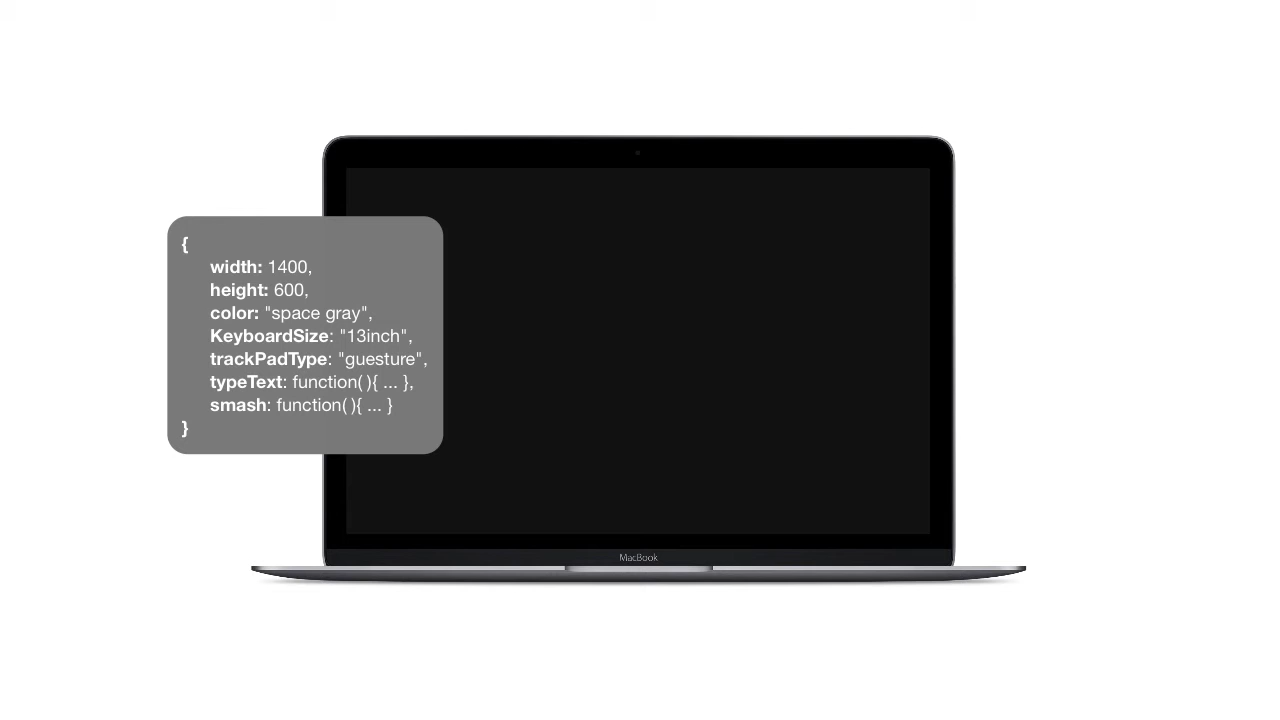 {
width: 1400,
height: 600,
color: "space gray",
KeyboardSize: "13inch",
trackPadType: "guesture",
typeText: function( ){ ... },
smash: function( ){ ... }
}
MacBook